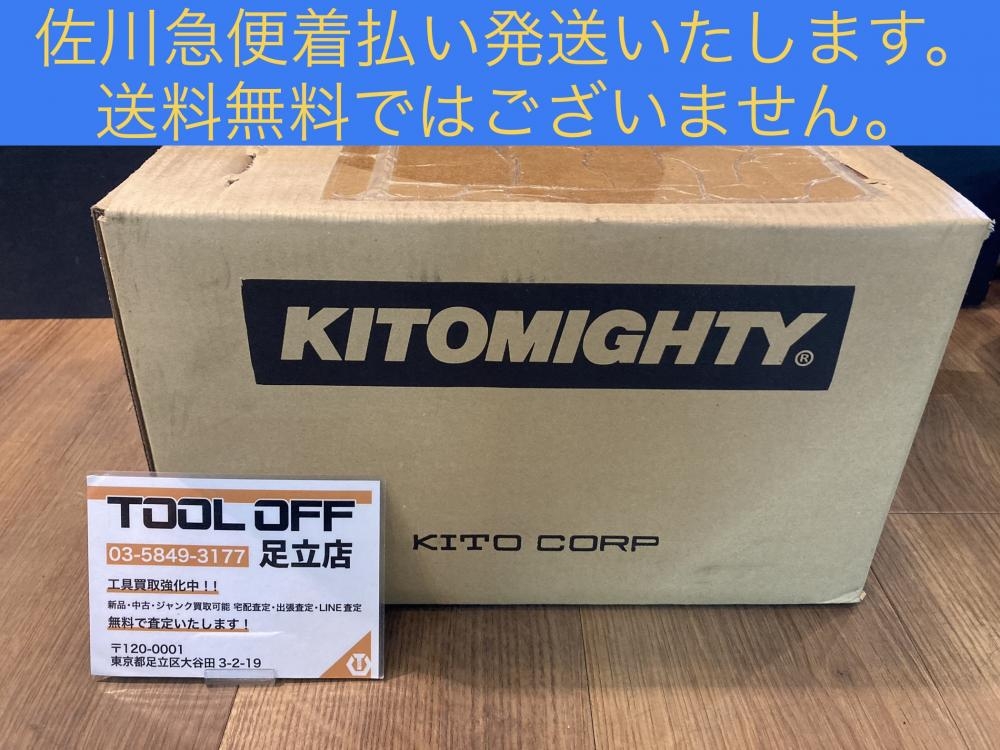 佐川急便着払い発送いたします。
送料無料ではございません。
KITOMIGHTY®
KITO CORP
TOOL OFF
03-5849-3177 足立店
工具買取強化中！！
新品・中古・ジャンク買取可能 宅配査定・出張査定・LINE査定
無料で査定いたします！
〒120-0001
東京都足立区大谷田3-2-19